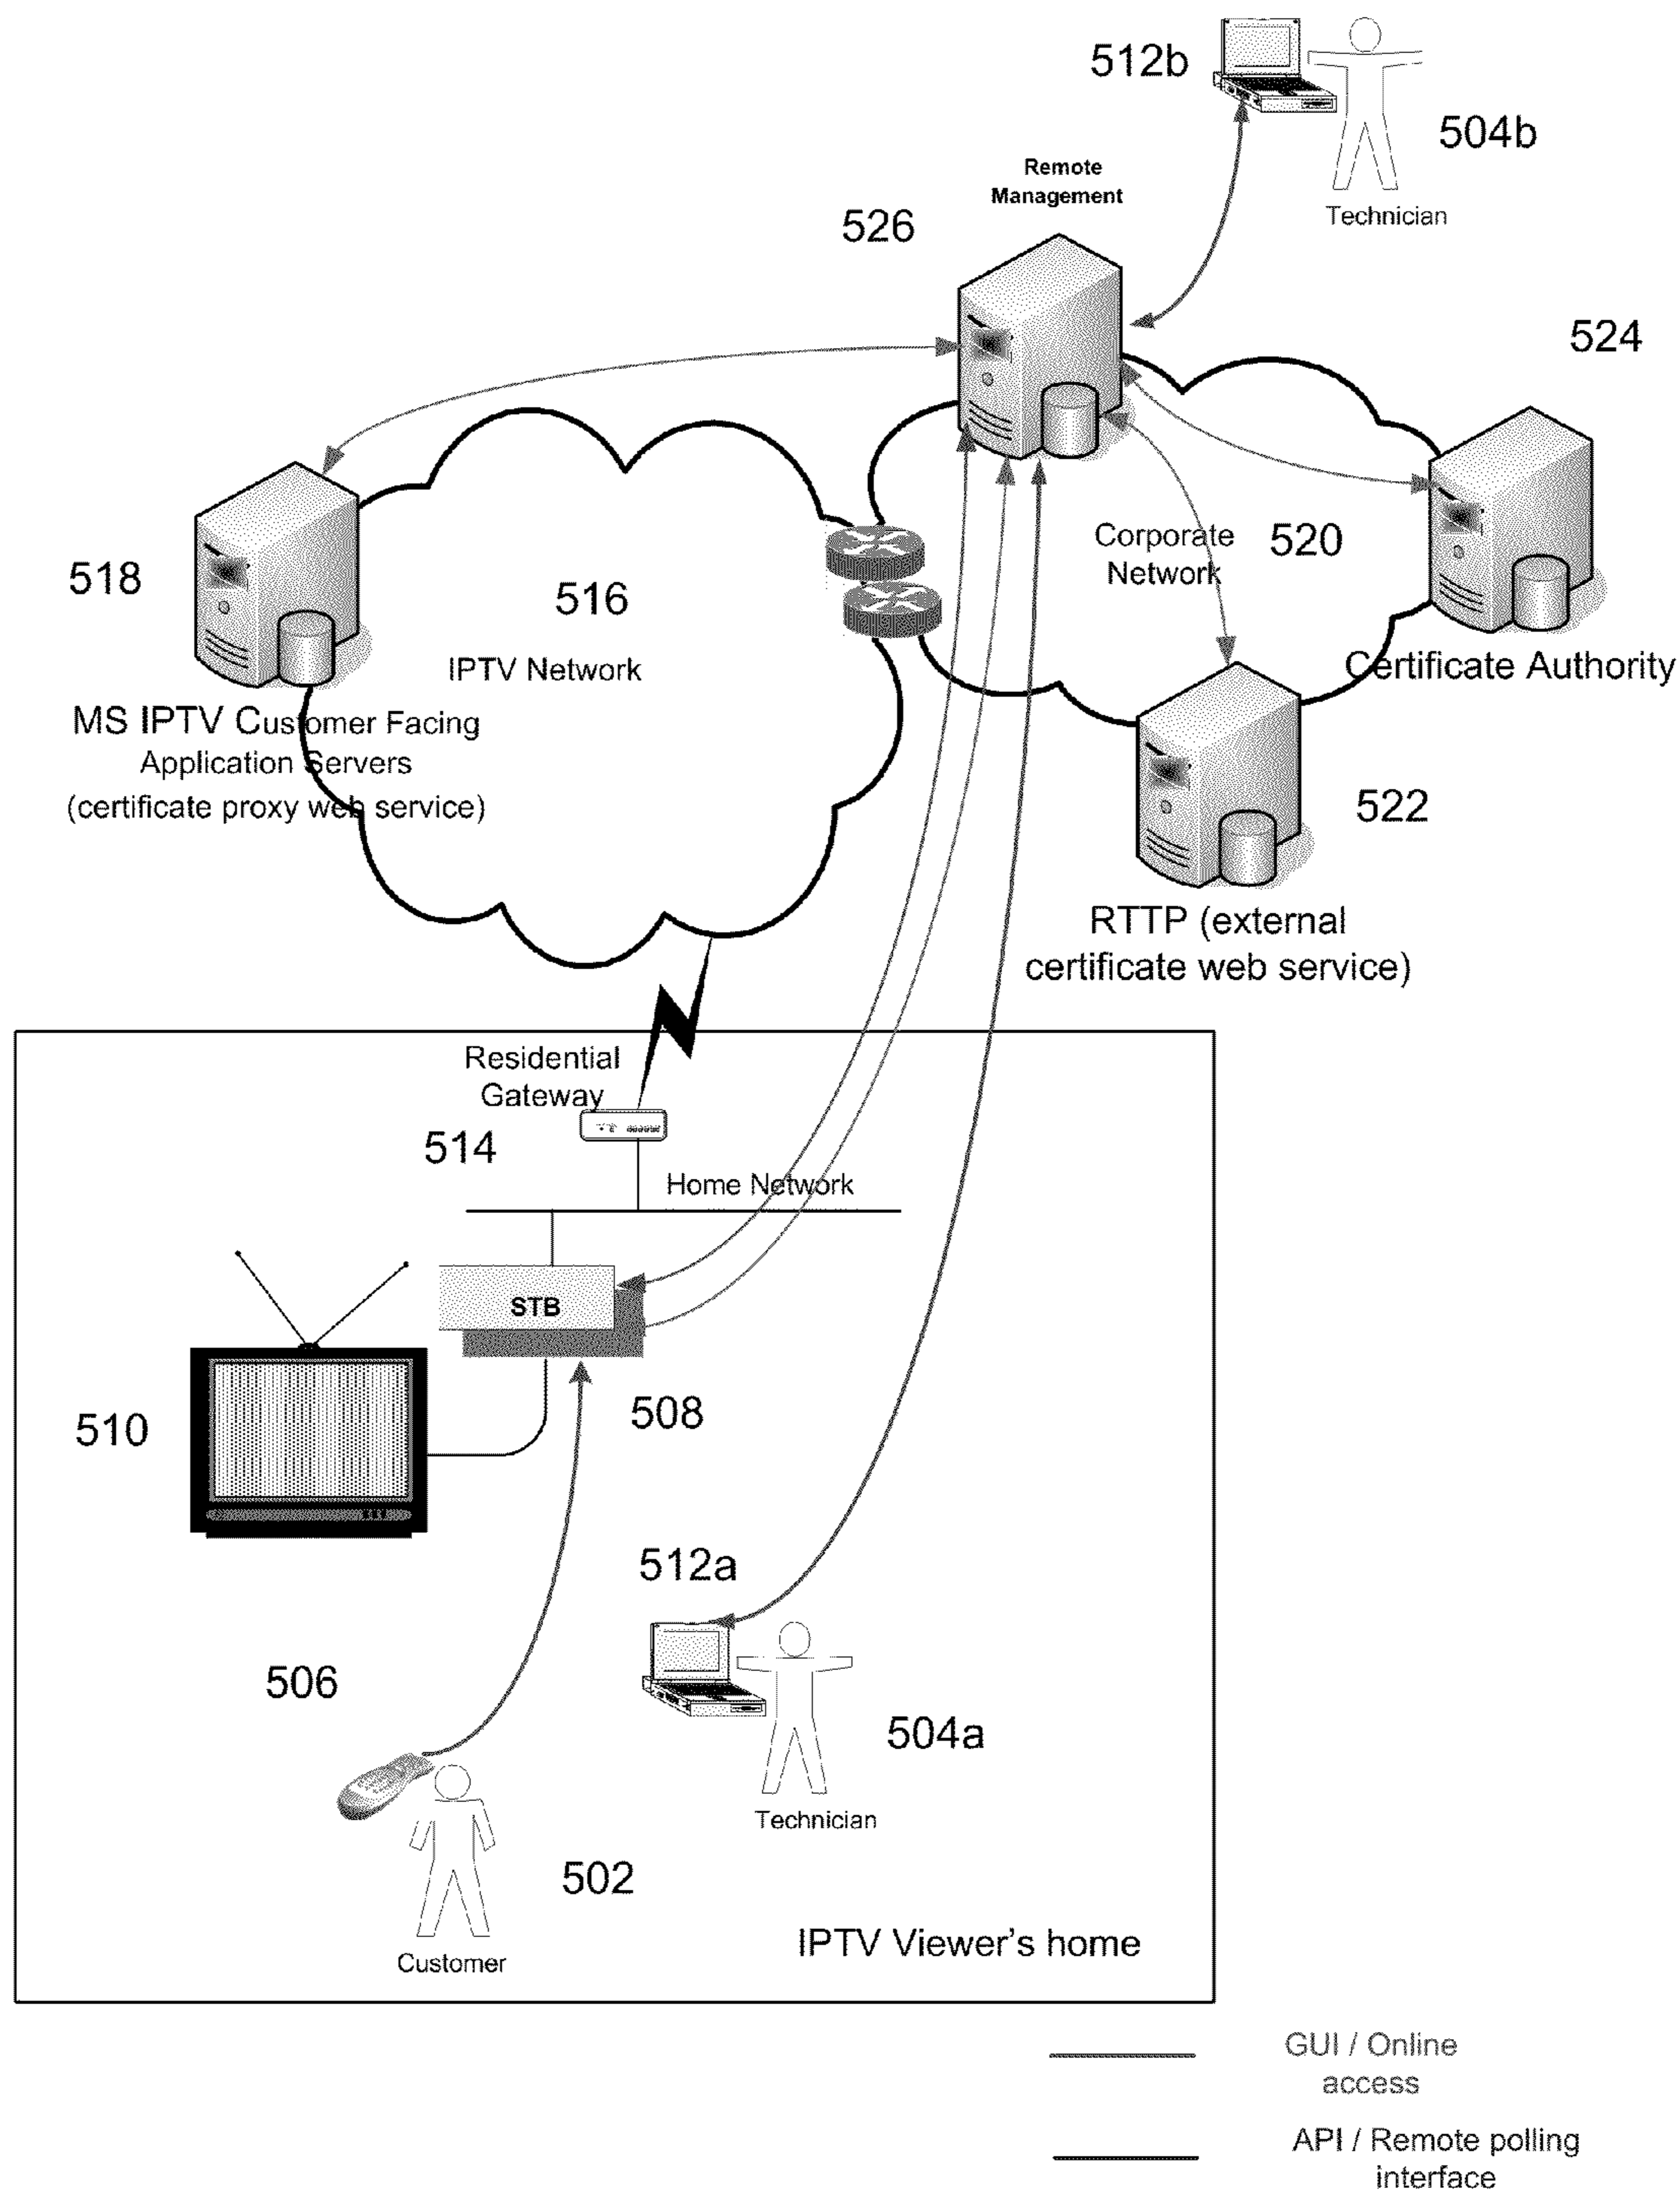 512b
504b
Technician
Remote
Management
526
524
518
516
IPTV Network
Corporate
Network
520
Certificate Authority
MS IPTV Customer Facing
Application Servers
(certificate proxy web service)
522
RTTP (external
certificate web service)
Residential
Gateway
514
Home Network
STB
508
510
512a
506
504a
Technician
502
Customer
IPTV Viewer's home
GUI / Online
access
API / Remote polling
interface